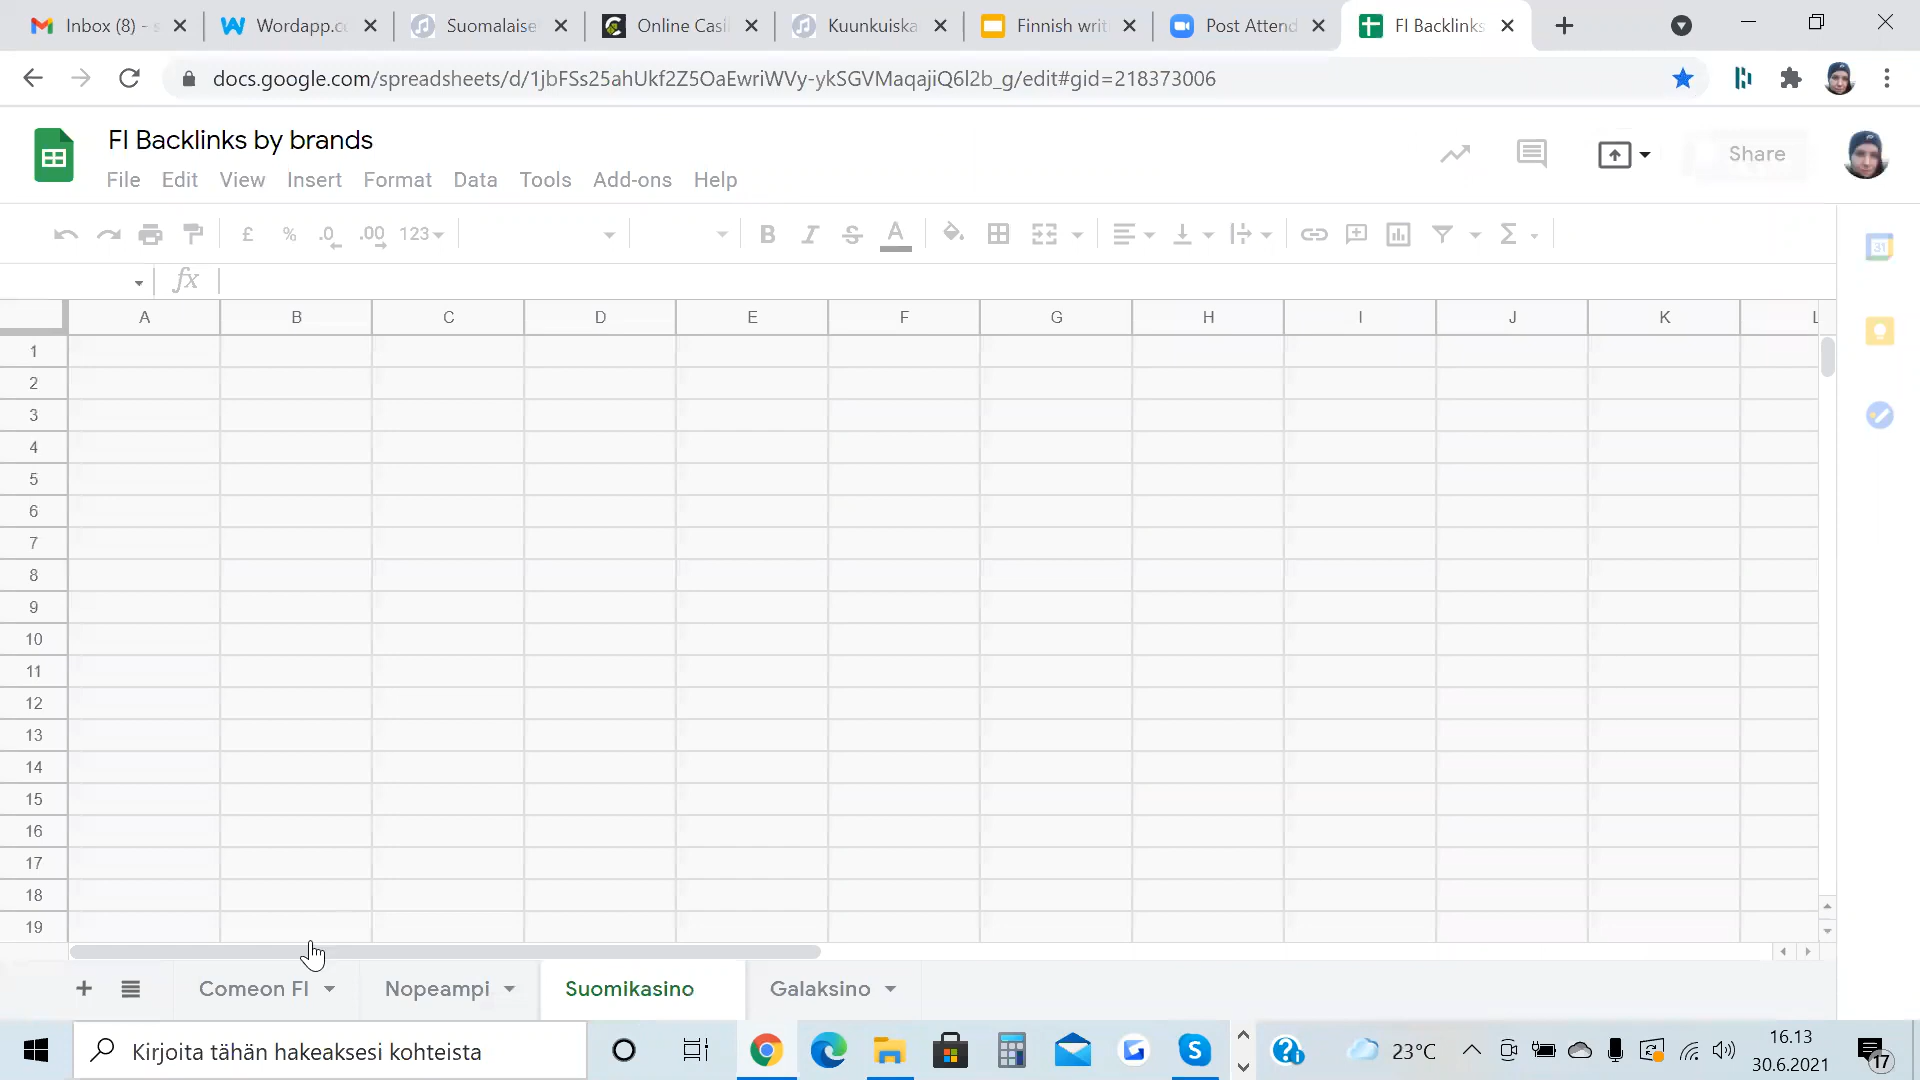 Inbox (8) - s
Wordapp.c
Suomalaise
Online Casi
Kuunkuiska
Finnish writ
Post Attend
FI Backlinks
docs.google.com/spreadsheets/d/1jbFSs25ahUkf2Z5OaEwriWVy-ykSGVMaqajiQ6l2b_g/edit#gid=218373006
FI Backlinks by brands
File Edit View Insert Format Data Tools Add-ons Help
Share
£ % .0 .00 123
B I S A
31
fx
A B C D E F G H I J K L
1
2
3
4
5
6
7
8
9
10
11
12
13
14
15
16
17
18
19
Comeon FI Nopeampi Suomikasino Galaksino
Kirjoita tähän hakeaksesi kohteista
23°C
16.13
30.6.2021
17